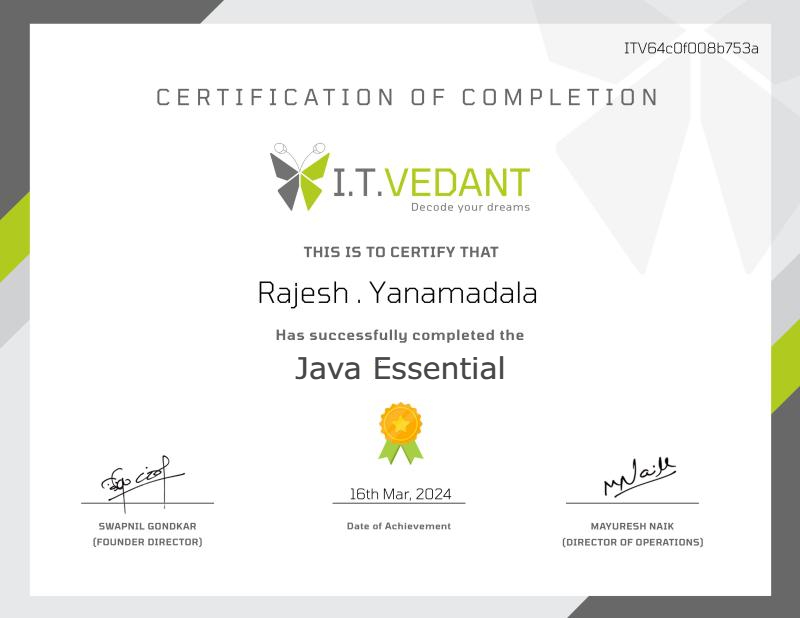 ITV64c0f008b753a
CERTIFICATION OF COMPLETION
I.T.VEDANT
Decode your dreams
THIS IS TO CERTIFY THAT
Rajesh . Yanamadala
Has successfully completed the
Java Essential
MNaik
16th Mar, 2024
Date of Achievement
SWAPNIL GONDKAR
(FOUNDER DIRECTOR)
MAYURESH NAIK
(DIRECTOR OF OPERATIONS)